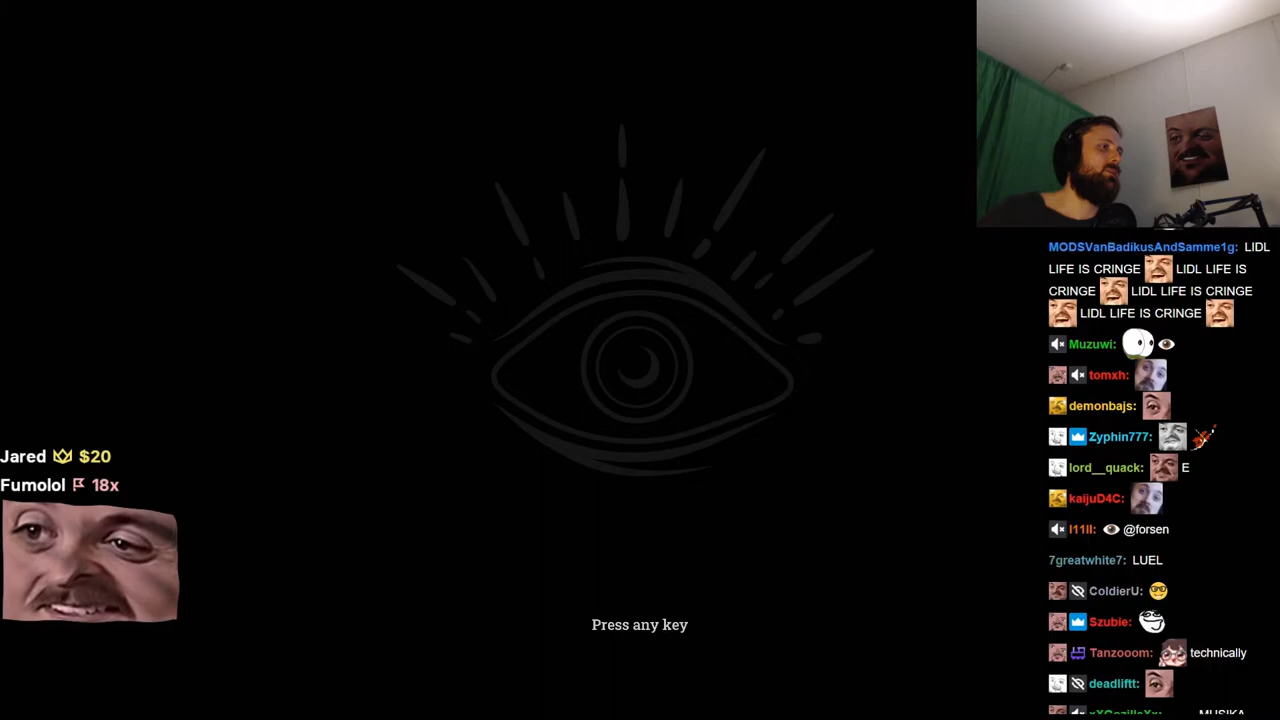 MODSVanBadikusAndSamme1g: LIDL
LIFE IS CRINGE LIDL LIFE IS
CRINGE LIDL LIFE IS CRINGE
LIDL LIFE IS CRINGE
Muzuwi:
tomxh:
demonbajs:
Zyphin777:
lord__quack: E
kaijuD4C:
@forsen
7greatwhite7: LUEL
ColdierU:
Szubie:
Tanzooom: technically
deadliftt:
Jared $20
Fumolol 18x
Press any key